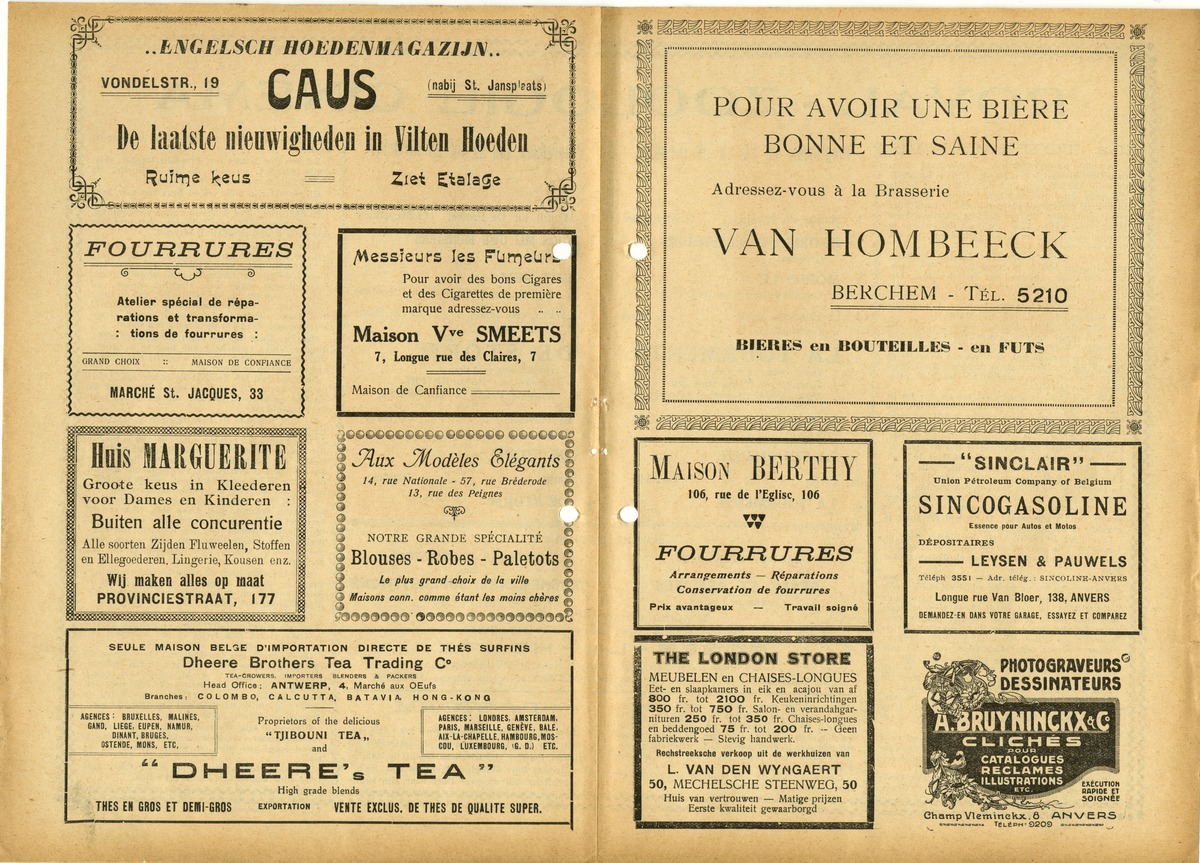 ..ENGELSCH HOEDENMAGAZIJN..
VONDELSTR., 19 CAUS (nabij St. Jansplaats)
De laatste nieuwigheden in Vilten Hoeden
Ruime keus Ziet Etalage
FOURRURES
Atelier spécial de répa-
rations et transforma-
: tions de fourrures :
GRAND CHOIX :: MAISON DE CONFIANCE
MARCHÉ St. JACQUES, 33
Messieurs les Fumeurs
Pour avoir des bons Cigares
et des Cigarettes de première
marque adressez-vous .. ..
Maison Vve SMEETS
7, Longue rue des Claires, 7
Maison de Canfiance
Huis MARGUERITE
Groote keus in Kleederen
voor Dames en Kinderen :
Buiten alle concurentie
Alle soorten Zijden Fluweelen, Stoffen
en Ellegoederen, Lingerie, Kousen enz.
Wij maken alles op maat
PROVINCIESTRAAT, 177
Aux Modèles Elégants
14, rue Nationale - 57, rue Bréderode
13, rue des Peignes
NOTRE GRANDE SPÉCIALITÉ
Blouses - Robes - Paletots
Le plus grand choix de la ville
Maisons conn. comme étant les moins chères
SEULE MAISON BELGE D'IMPORTATION DIRECTE DE THÉS SURFINS
Dheere Brothers Tea Trading Co
TEA-GROWERS, IMPORTERS BLENDERS & PACKERS
Head Office: ANTWERP, 4, Marché aux OEufs
Branches: COLOMBO, CALCUTTA, BATAVIA HONG-KONG
AGENCES: BRUXELLES, MALINES,
GAND, LIEGE, EUPEN, NAMUR,
DINANT, BRUGES,
OSTENDE, MONS, ETC,
Proprietors of the delicious
"TJIBOUNI TEA„
and
AGENCES: LONDRES, AMSTERDAM,
PARIS, MARSEILLE, GENÈVE, BALE,
AIX-LA-CHAPELLE, HAMBOURG, MOS-
COU, LUXEMBOURG, (G. D.) ETC.
“ DHEERE's TEA ”
High grade blends
THES EN GROS ET DEMI-GROS EXPORTATION VENTE EXCLUS. DE THES DE QUALITE SUPER.
POUR AVOIR UNE BIÈRE
BONNE ET SAINE
Adressez-vous à la Brasserie
VAN HOMBEECK
BERCHEM - TÉL. 5210
BIERES en BOUTEILLES - en FUTS
MAISON BERTHY
106, rue de l'Eglise, 106
FOURRURES
Arrangements — Réparations
Conservation de fourrures
Prix avantageux — Travail soigné
"SINCLAIR"
Union Pétroleum Company of Belgium
SINCOGASOLINE
Essence pour Autos et Motos
DÉPOSITAIRES
LEYSEN & PAUWELS
Téléph 3551 - Adr. télég.: SINCOLINE-ANVERS
Longue rue Van Bloer, 138, ANVERS
DEMANDEZ-EN DANS VOTRE GARAGE, ESSAYEZ ET COMPAREZ
THE LONDON STORE
MEUBELEN en CHAISES-LONGUES
Eet- en slaapkamers in eik en acajou van af
800 fr. tot 2100 fr. Keukeninrichtingen
350 fr. tot 750 fr. Salon- en verandahgar-
nituren 250 fr. tot 350 fr. Chaises-longues
en beddengoed 75 fr. tot 200 fr. -- Geen
fabriekwerk — Stevig handwerk.
Rechstreeksche verkoop uit de werkhuizen van
L. VAN DEN WYNGAERT
50, MECHELSCHE STEENWEG, 50
Huis van vertrouwen — Matige prijzen
Eerste kwaliteit gewaarborgd
PHOTOGRAVEURS
DESSINATEURS
A. BRUYNINCKX & Co
CLICHÉS
POUR
CATALOGUES
RECLAMES
ILLUSTRATIONS
ETC.
EXÉCUTION
RAPIDE ET
SOIGNÉE
Champ Vleminckx, 8 ANVERS
TÉLÉPH. 9209